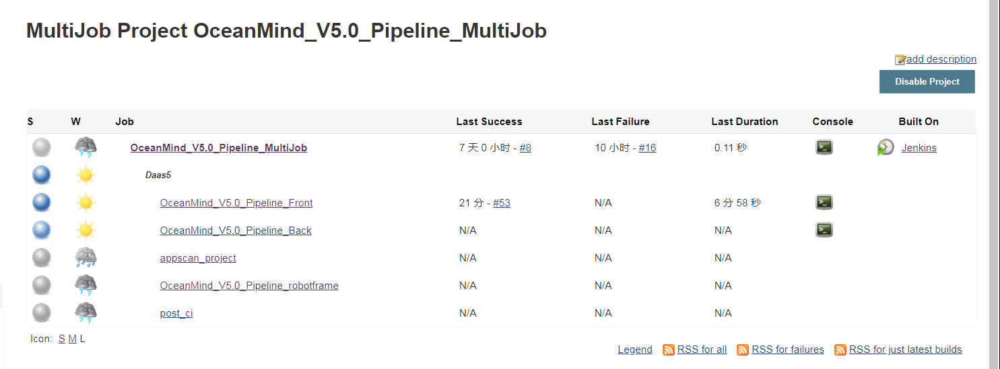 MultiJob Project OceanMind_V5.0_Pipeline_MultiJob
add description
Disable Project
S W Job Last Success Last Failure Last Duration Console Built On
OceanMind_V5.0_Pipeline_MultiJob 7 天 0 小时 - #8 10 小时 - #16 0.11 秒 Jenkins
Daas5
OceanMind_V5.0_Pipeline_Front 21 分 - #53 N/A 6 分 58 秒
OceanMind_V5.0_Pipeline_Back N/A N/A N/A
appscan_project N/A N/A N/A
OceanMind_V5.0_Pipeline_robotframe N/A N/A N/A
post_ci N/A N/A N/A
Icon: S M L
Legend RSS for all RSS for failures RSS for just latest builds